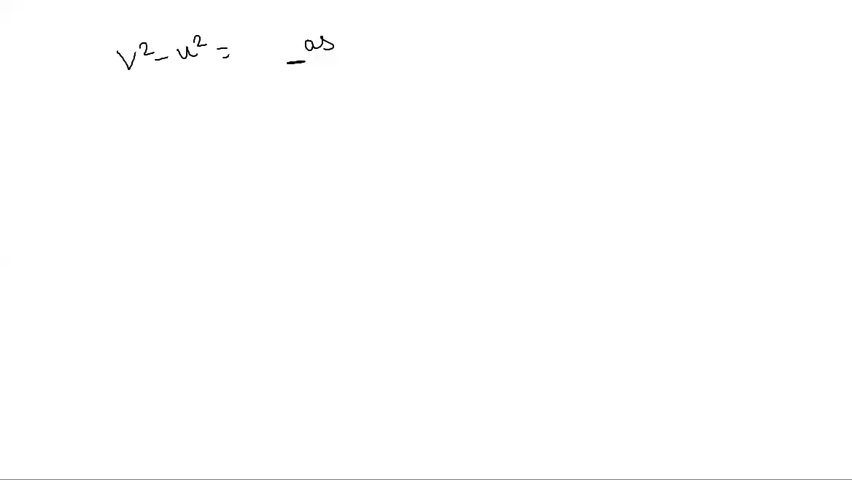 v² - u² = _as